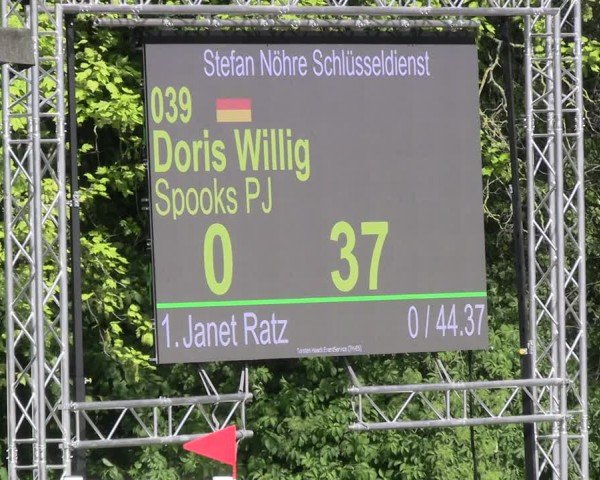 Stefan Nöhre Schlüsseldienst
039
Doris Willig
Spooks PJ
0 37
1. Janet Ratz 0 / 44.37